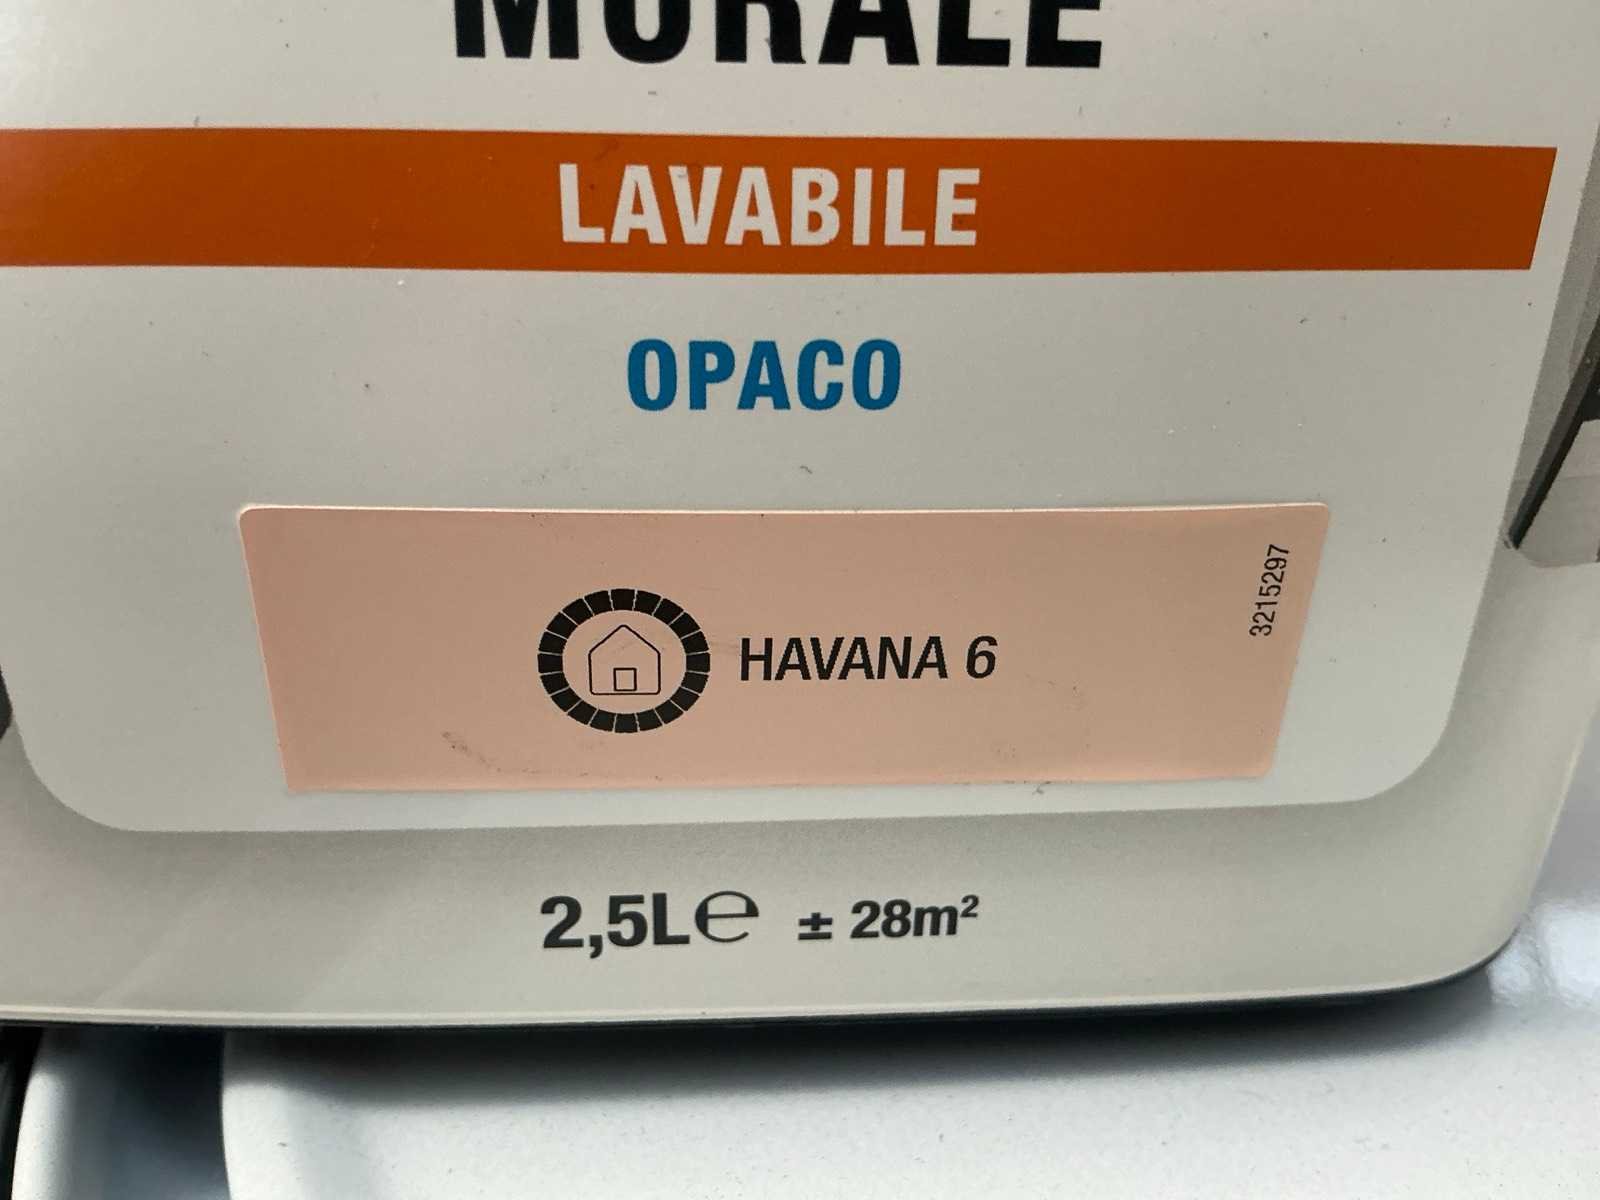 MURALE
LAVABILE
OPACO
HAVANA 6
3215297
2,5L℮ ± 28m²